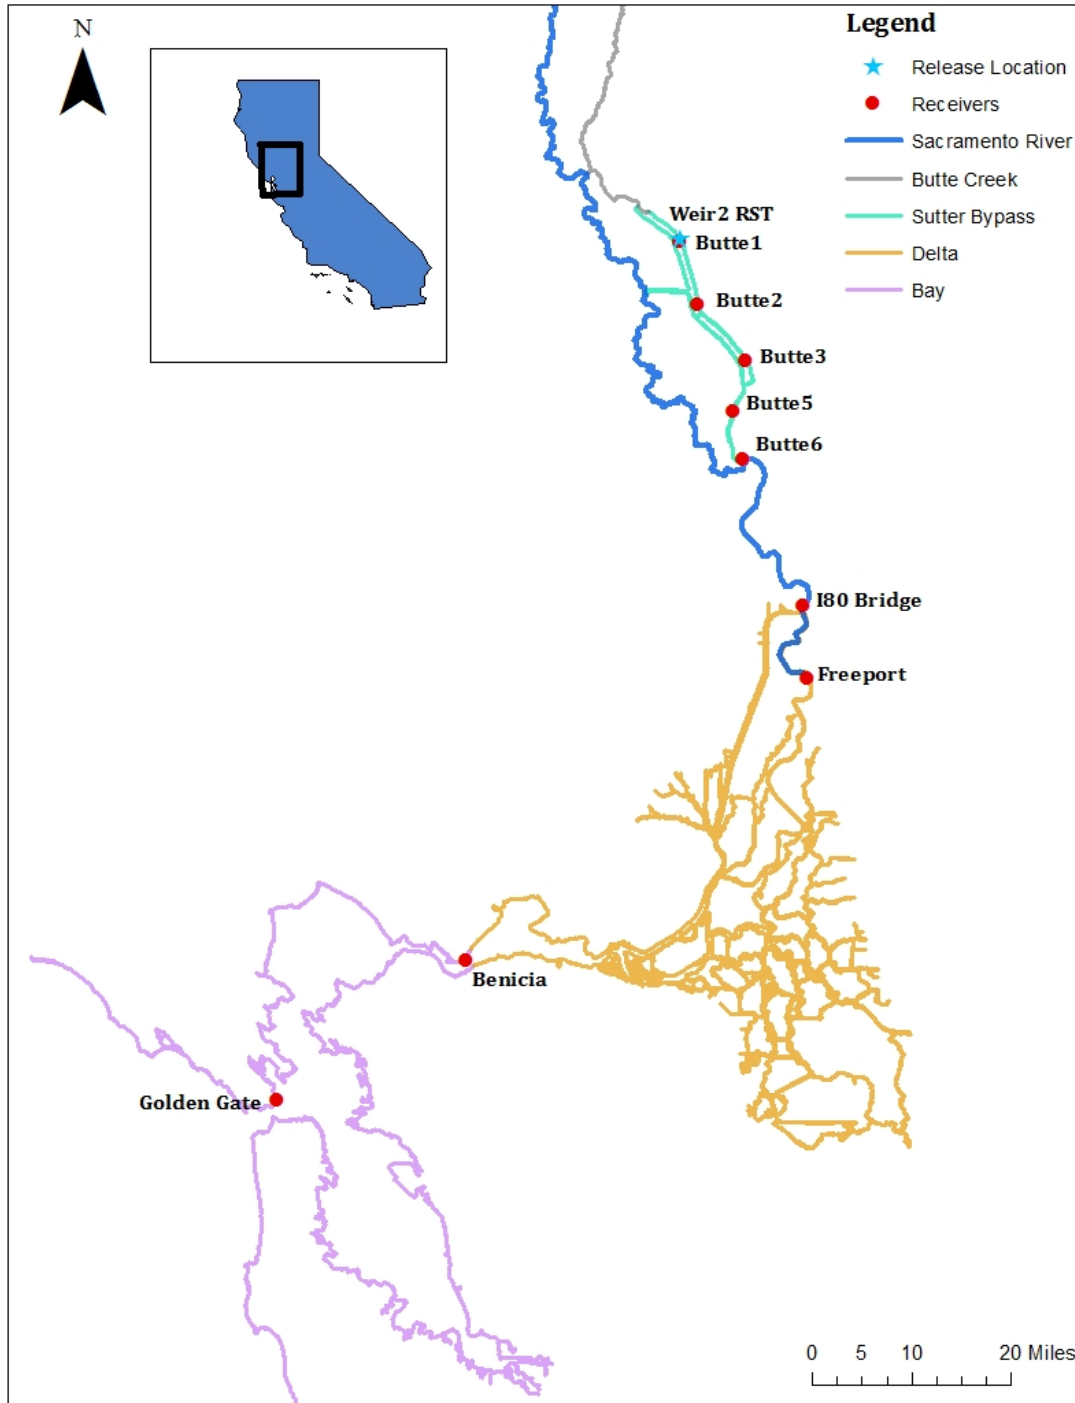 N
Legend
Release Location
Receivers
Sacramento River
Butte Creek
Sutter Bypass
Delta
Bay
Weir2 RST
Butte1
Butte2
Butte3
Butte5
Butte6
I80 Bridge
Freeport
Benicia
Golden Gate
0 5 10 20 Miles